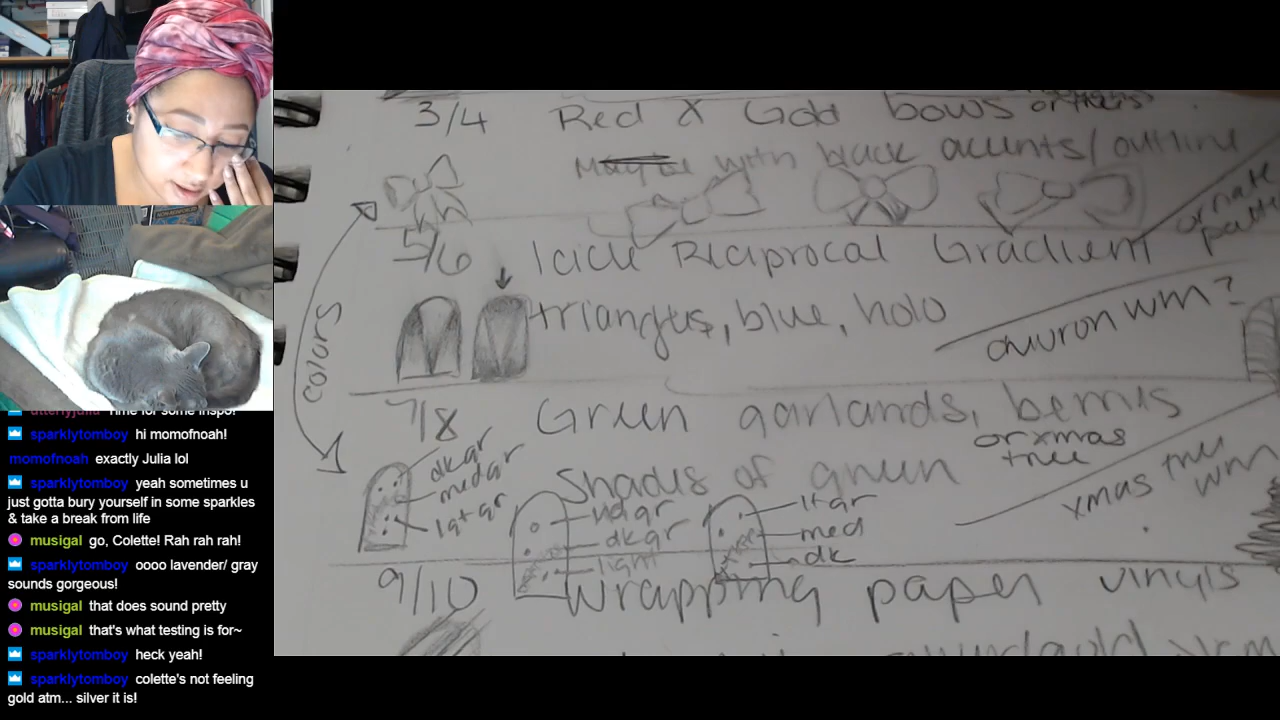 3/4 Red X Gold bows or
with black accents/outline
ornate
5/6 Icicle Reciprocal Gradient
triangles, blue, holo
chevron wm?
colors
7/8 Green garlands, berries
or xmas
tree
Shades of green
xmas tree
wm
dk gr
med gr
lgt gr
dk gr
light
lt gr
med
dk
9/10 Wrapping paper vinyls
Time for some inspo!
sparklytomboy hi momofnoah!
momofnoah exactly Julia lol
sparklytomboy yeah sometimes u
just gotta bury yourself in some sparkles
& take a break from life
musigal go, Colette! Rah rah rah!
sparklytomboy oooo lavender/ gray
sounds gorgeous!
musigal that does sound pretty
musigal that's what testing is for~
sparklytomboy heck yeah!
sparklytomboy colette's not feeling
gold atm... silver it is!